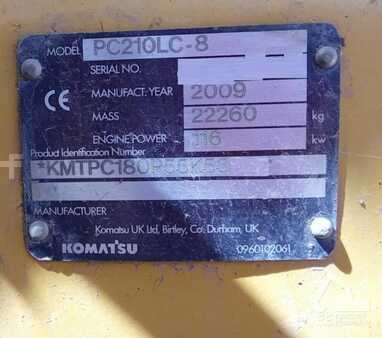 MODEL PC210LC-8
SERIAL NO.
CE
MANUFACT. YEAR 2009
MASS 22260 kg
ENGINE POWER 116 kw
Product Identification Number
MANUFACTURER
Komatsu UK Ltd, Birtley, Co. Durham, UK
KOMATSU 0960102061